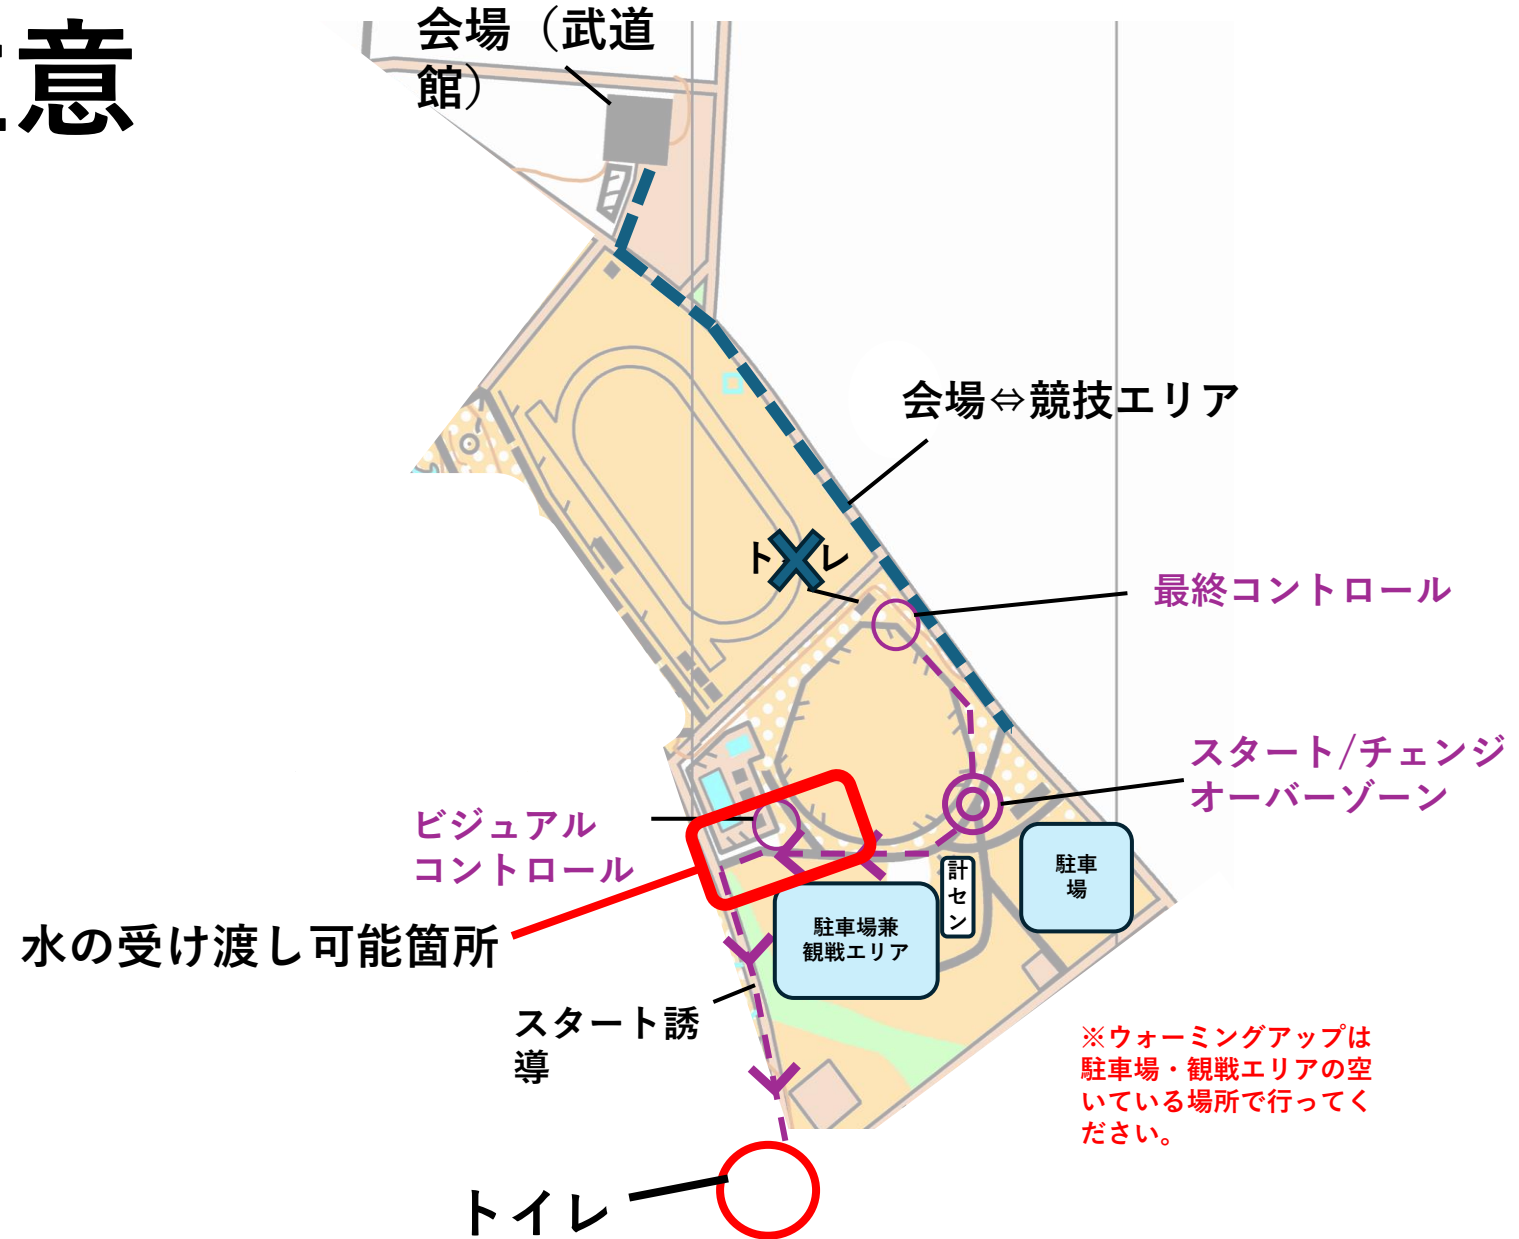 意
会場（武道
館）
会場⇔競技エリア
ト レ
最終コントロール
スタート/チェンジ
オーバーゾーン
ビジュアル
コントロール
計
セ
ン
駐車
場
駐車場兼
観戦エリア
水の受け渡し可能箇所
スタート誘
導
※ウォーミングアップは
駐車場・観戦エリアの空
いている場所で行ってく
ださい。
トイレ